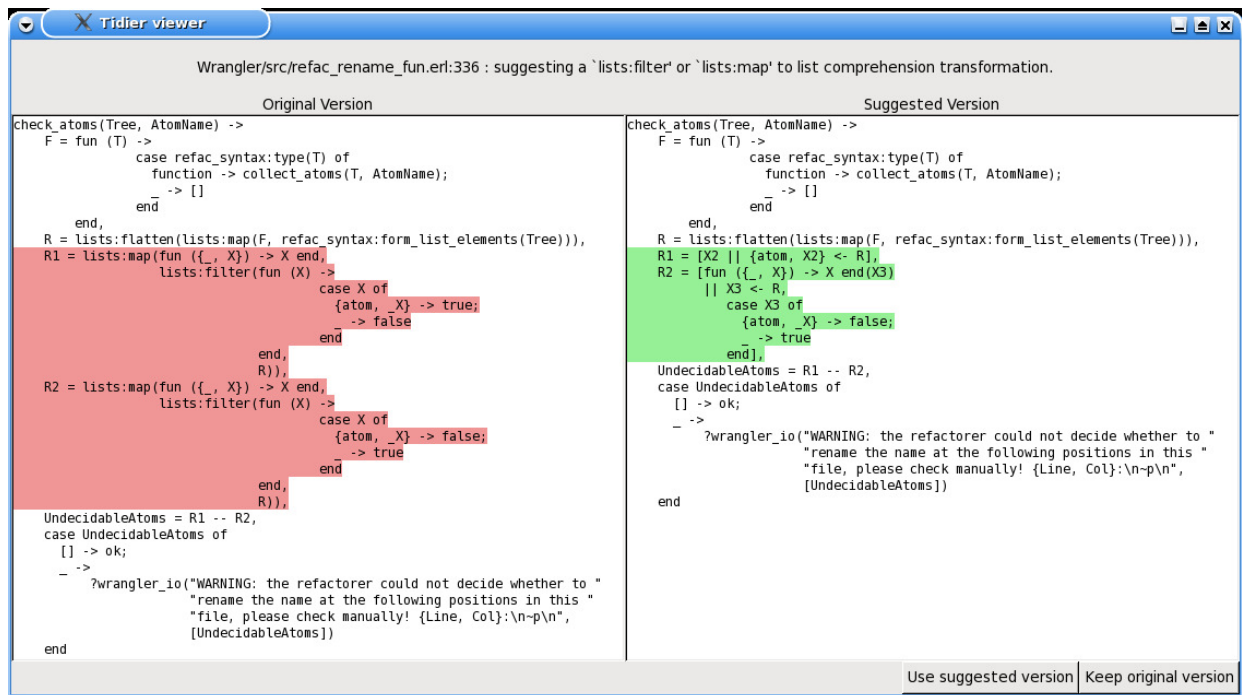 Tidier viewer
Wrangler/src/refac_rename_fun.erl:336 : suggesting a `lists:filter' or `lists:map' to list comprehension transformation.
Original Version
check_atoms(Tree, AtomName) ->
    F = fun (T) ->
                case refac_syntax:type(T) of
                  function -> collect_atoms(T, AtomName);
                  _ -> []
                end
        end,
    R = lists:flatten(lists:map(F, refac_syntax:form_list_elements(Tree))),
    R1 = lists:map(fun ({_, X}) -> X end,
                   lists:filter(fun (X) ->
                                        case X of
                                          {atom, _X} -> true;
                                          _ -> false
                                        end
                                end,
                                R)),
    R2 = lists:map(fun ({_, X}) -> X end,
                   lists:filter(fun (X) ->
                                        case X of
                                          {atom, _X} -> false;
                                          _ -> true
                                        end
                                end,
                                R)),
    UndecidableAtoms = R1 -- R2,
    case UndecidableAtoms of
      [] -> ok;
      _ ->
          ?wrangler_io("WARNING: the refactorer could not decide whether to "
                       "rename the name at the following positions in this "
                       "file, please check manually! {Line, Col}:\n~p\n",
                       [UndecidableAtoms])
    end
Suggested Version
check_atoms(Tree, AtomName) ->
    F = fun (T) ->
                case refac_syntax:type(T) of
                  function -> collect_atoms(T, AtomName);
                  _ -> []
                end
        end,
    R = lists:flatten(lists:map(F, refac_syntax:form_list_elements(Tree))),
    R1 = [X2 || {atom, X2} <- R],
    R2 = [fun ({_, X}) -> X end(X3)
          || X3 <- R,
             case X3 of
               {atom, _X} -> false;
               _ -> true
             end],
    UndecidableAtoms = R1 -- R2,
    case UndecidableAtoms of
      [] -> ok;
      _ ->
          ?wrangler_io("WARNING: the refactorer could not decide whether to "
                       "rename the name at the following positions in this "
                       "file, please check manually! {Line, Col}:\n~p\n",
                       [UndecidableAtoms])
    end
Use suggested version
Keep original version